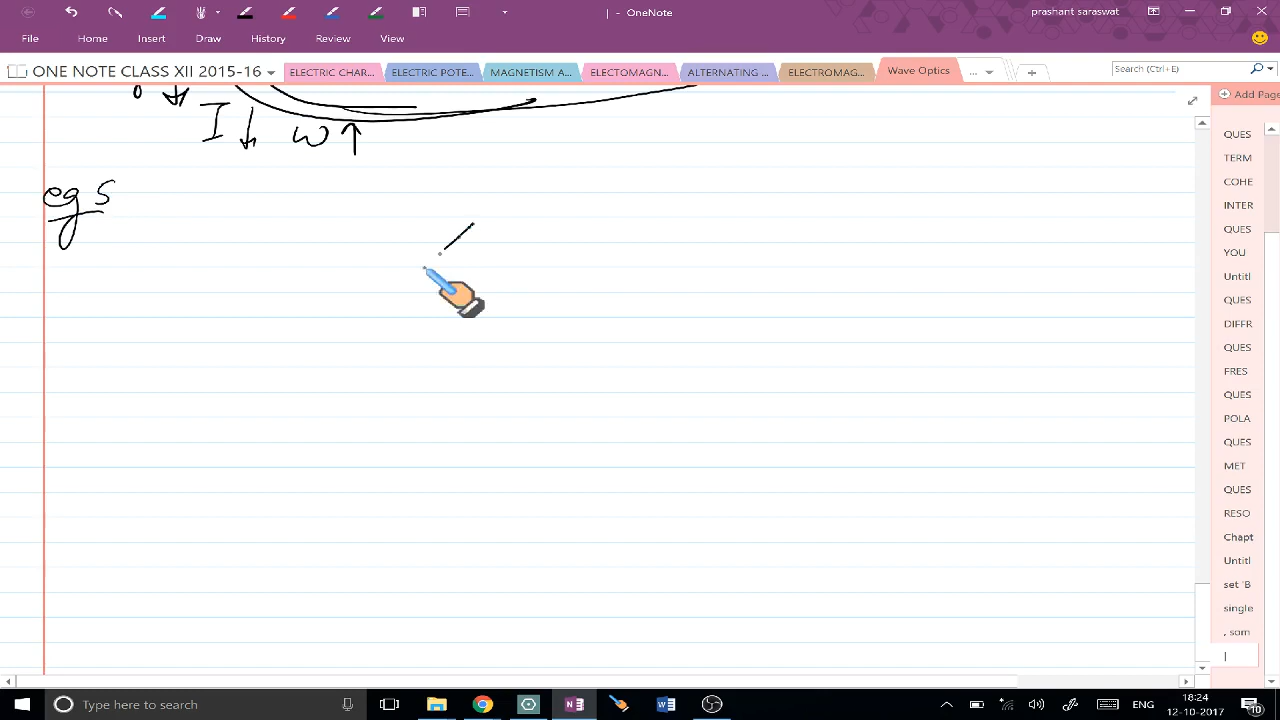 | - OneNote
prashant saraswat
File Home Insert Draw History Review View
ONE NOTE CLASS XII 2015-16
ELECTRIC CHAR... ELECTRIC POTE... MAGNETISM A... ELECTOMAGN... ALTERNATING ... ELECTROMAG... Wave Optics ...
Search (Ctrl+E)
Add Page
I ↓ ω ↑
eg 5
QUES
TERM
COHE
INTER
QUES
YOU
Untitl
QUES
DIFFR
QUES
FRES
QUES
POLA
QUES
MET
QUES
RESO
Chapt
Untitl
set 'B
single
, som
Type here to search
ENG
18:24
12-10-2017
10